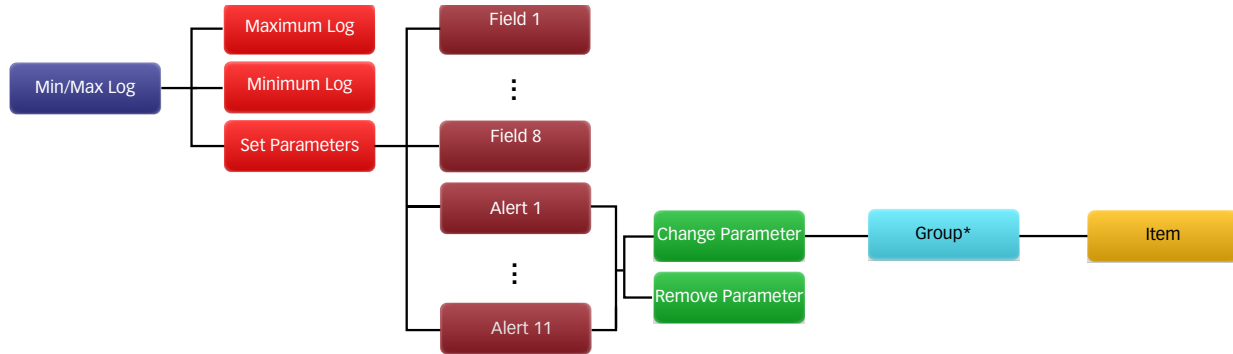 Min/Max Log
Maximum Log
Minimum Log
Set Parameters
Field 1
⋮
Field 8
Alert 1
⋮
Alert 11
Change Parameter
Remove Parameter
Group*
Item